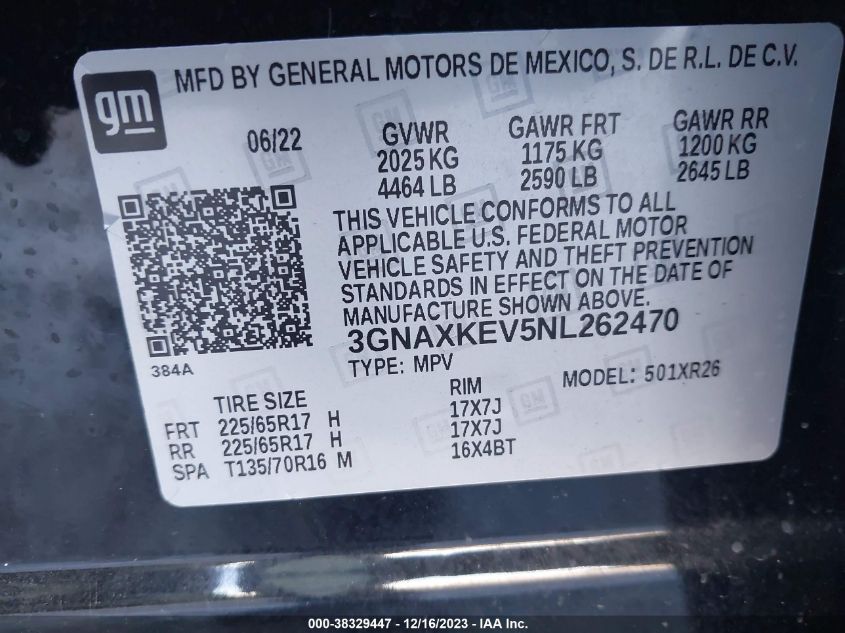 gm
MFD BY GENERAL MOTORS DE MEXICO, S. DE R.L. DE C.V.
06/22 GVWR GAWR FRT GAWR RR
2025 KG 1175 KG 1200 KG
4464 LB 2590 LB 2645 LB
THIS VEHICLE CONFORMS TO ALL
APPLICABLE U.S. FEDERAL MOTOR
VEHICLE SAFETY AND THEFT PREVENTION
STANDARDS IN EFFECT ON THE DATE OF
MANUFACTURE SHOWN ABOVE.
3GNAXKEV5NL262470
384A TYPE: MPV MODEL: 501XR26
TIRE SIZE RIM
FRT 225/65R17 H 17X7J
RR 225/65R17 H 17X7J
SPA T135/70R16 M 16X4BT
000-38329447 - 12/16/2023 - IAA Inc.